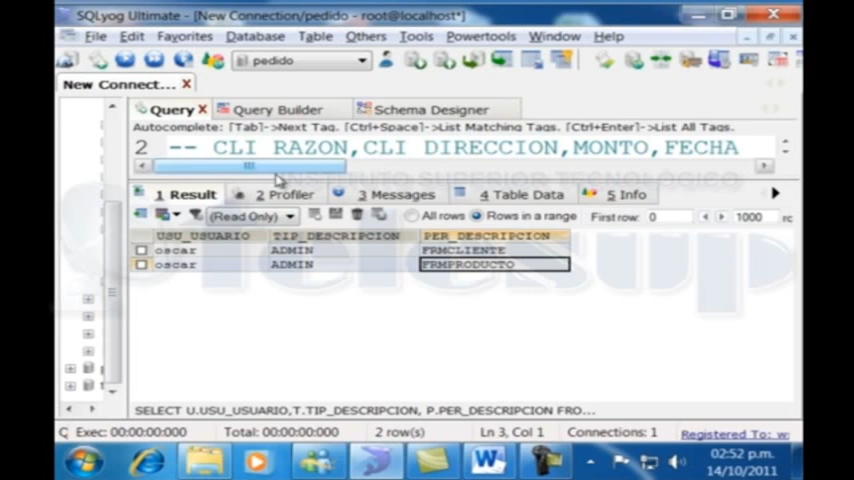 SQLyog Ultimate - [New Connection/pedido - root@localhost*]
File Edit Favorites Database Table Others Tools Powertools Window Help
pedido
New Connect... X
Query X Query Builder Schema Designer
Autocomplete: [Tab]->Next Tag. [Ctrl+Space]->List Matching Tags. [Ctrl+Enter]->List All Tags.
2 -- CLI RAZON,CLI DIRECCION,MONTO,FECHA
INSTITUTO SUPERIOR TECNOLOGICO
1 Result 2 Profiler 3 Messages 4 Table Data 5 Info
(Read Only) All rows Rows in a range First row: 0 1000
USU_USUARIO TIP_DESCRIPCION PER_DESCRIPCION
oscar ADMIN FRMCLIENTE
oscar ADMIN FRMPRODUCTO
Telesup
SELECT U.USU_USUARIO,T.TIP_DESCRIPCION, P.PER_DESCRIPCION FRO...
Exec: 00:00:00:000 Total: 00:00:00:000 2 row(s) Ln 3, Col 1 Connections: 1 Registered To: w
02:52 p.m.
14/10/2011